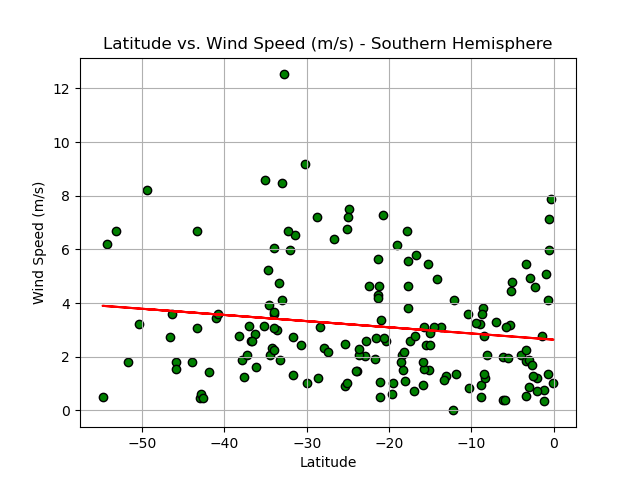 Latitude vs. Wind Speed (m/s) - Southern Hemisphere
12
10
8
6
4
2
0
Wind Speed (m/s)
−50 −40 −30 −20 −10 0
Latitude